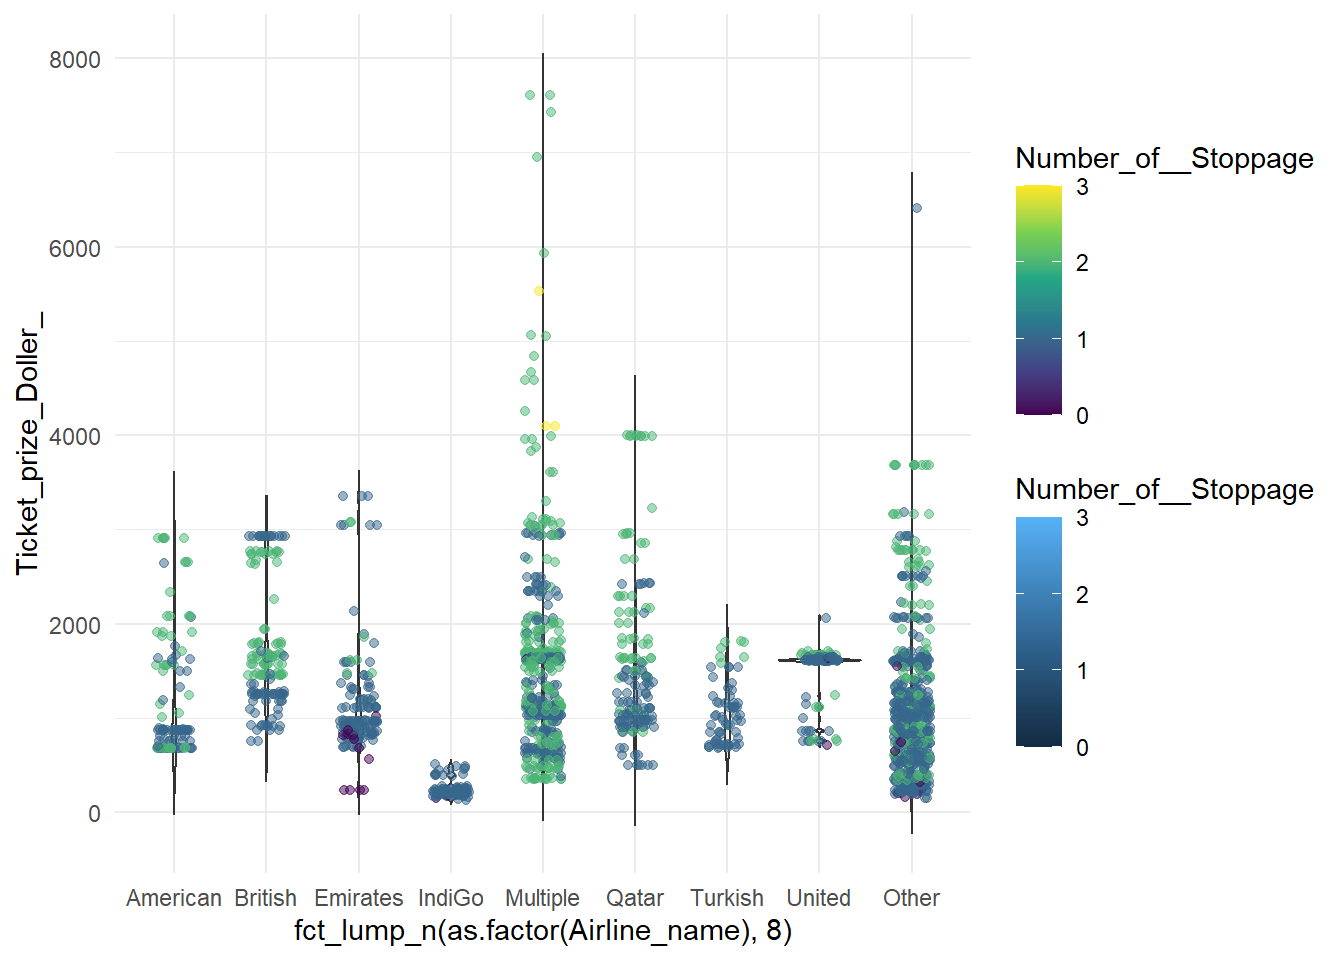 8000
6000
4000
2000
0
Ticket_prize_Doller_
American British Emirates IndiGo Multiple Qatar Turkish United Other
fct_lump_n(as.factor(Airline_name), 8)
Number_of__Stoppage
3
2
1
0
Number_of__Stoppage
3
2
1
0